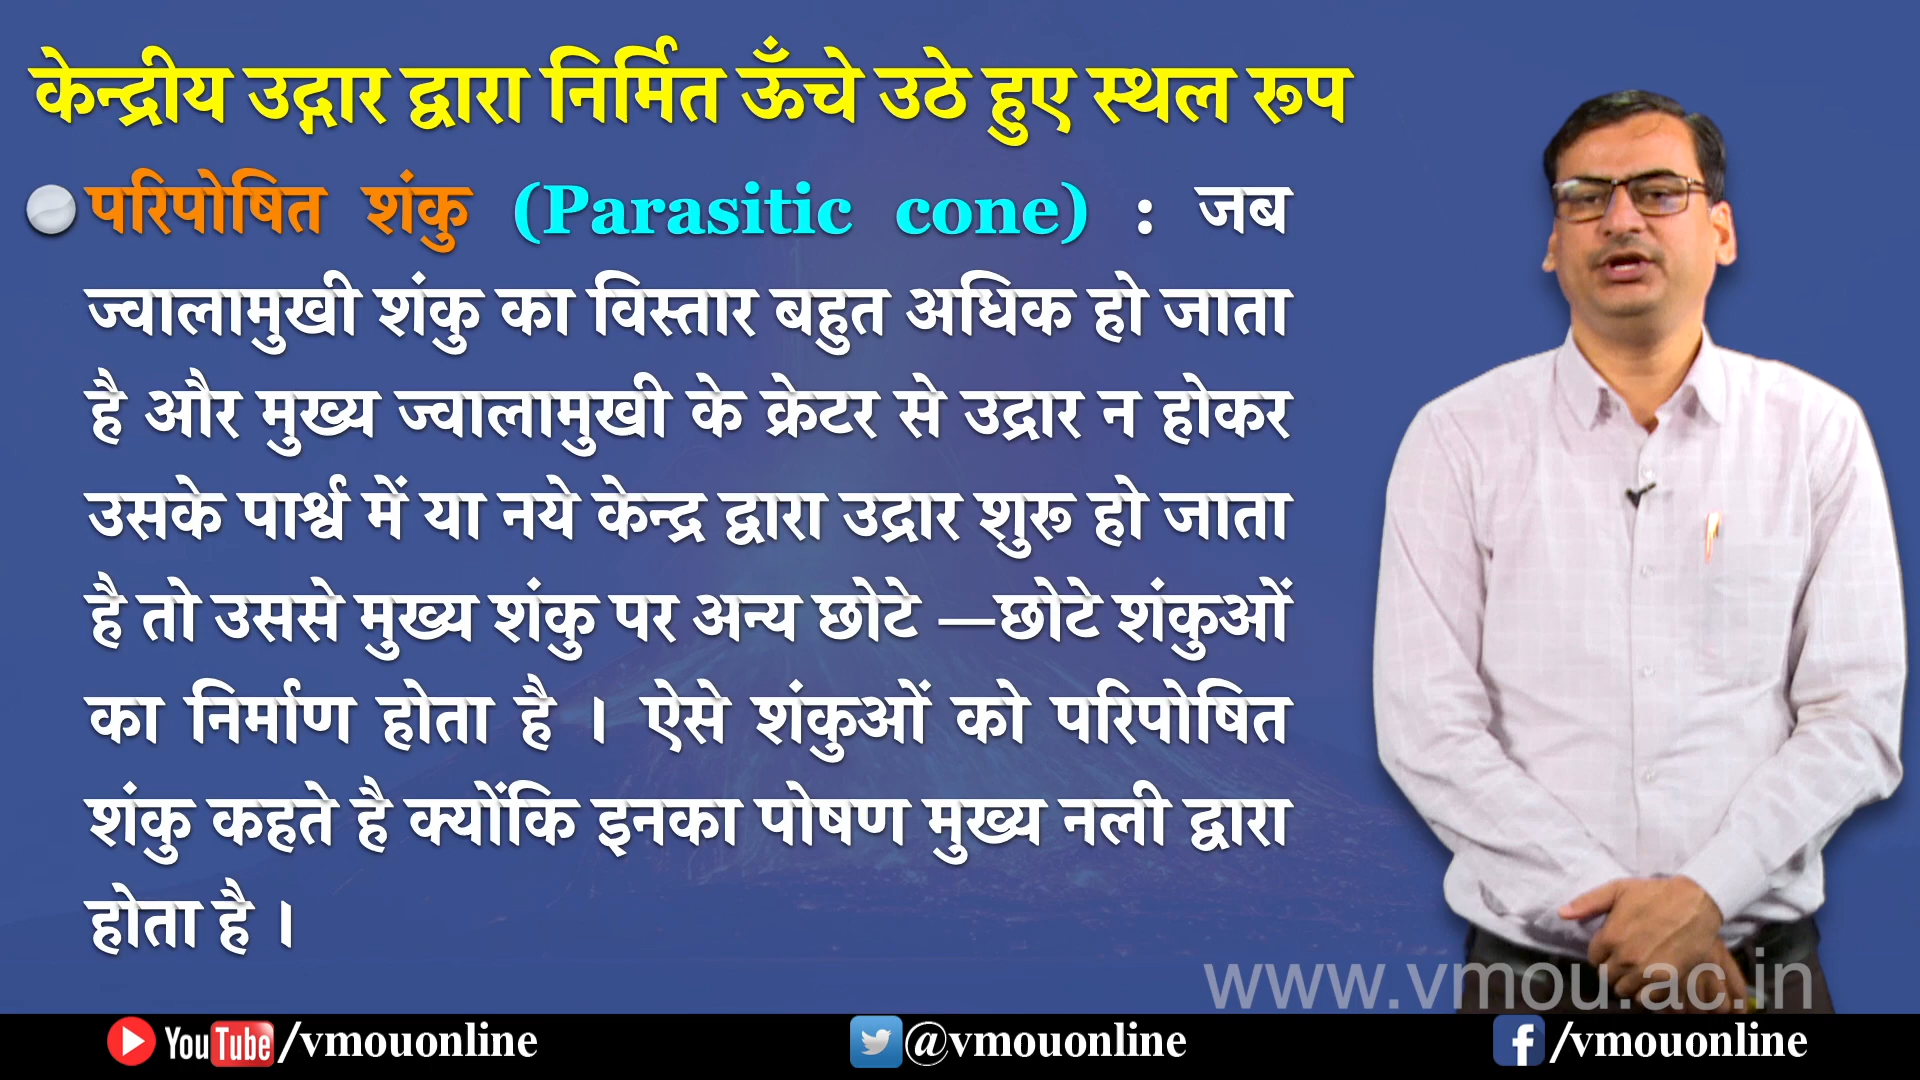 केन्द्रीय उद्गार द्वारा निर्मित ऊँचे उठे हुए स्थल रूप
परिपोषित शंकु (Parasitic cone) : जब
ज्वालामुखी शंकु का विस्तार बहुत अधिक हो जाता
है और मुख्य ज्वालामुखी के क्रेटर से उद्रार न होकर
उसके पार्श्व में या नये केन्द्र द्वारा उद्रार शुरू हो जाता
है तो उससे मुख्य शंकु पर अन्य छोटे —छोटे शंकुओं
का निर्माण होता है । ऐसे शंकुओं को परिपोषित
शंकु कहते है क्योंकि इनका पोषण मुख्य नली द्वारा
होता है ।
www.vmou.ac.in
YouTube /vmouonline
@vmouonline
f /vmouonline